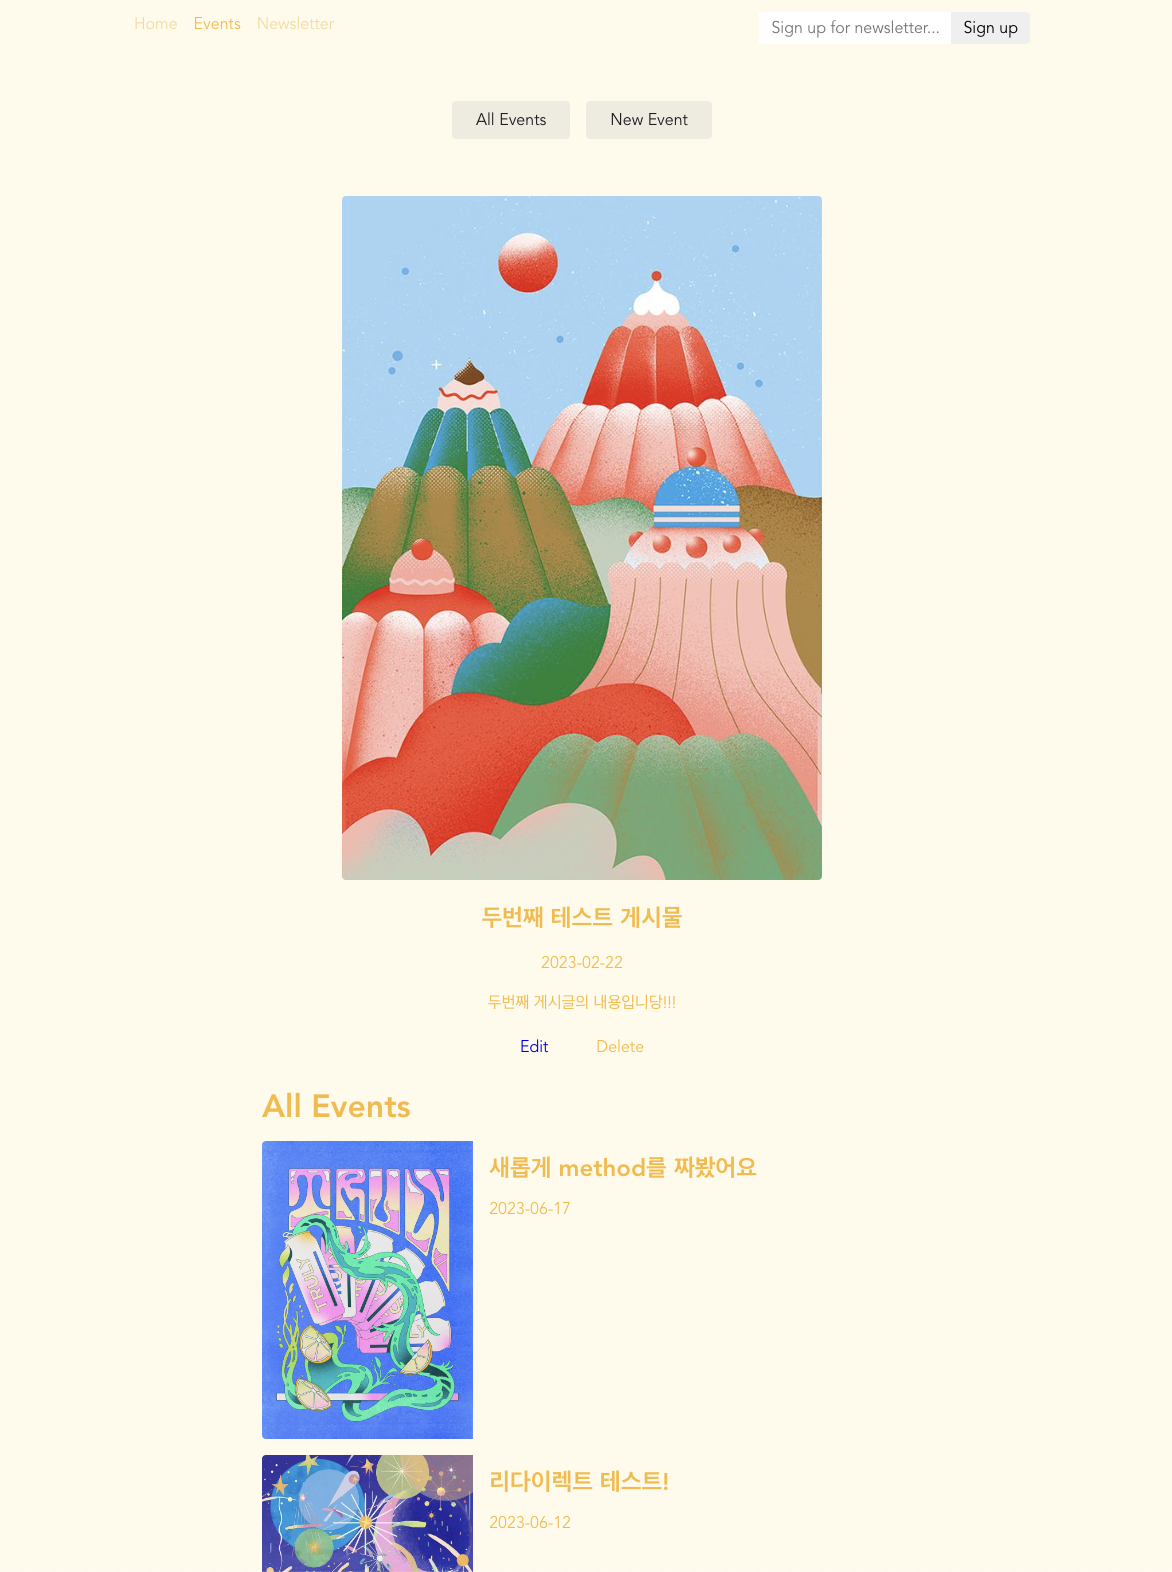 Home Events Newsletter
Sign up for newsletter... Sign up
All Events New Event
두번째 테스트 게시물
2023-02-22
두번째 게시글의 내용입니당!!!
Edit Delete
All Events
TRULY
TRULY
새롭게 method를 짜봤어요
2023-06-17
리다이렉트 테스트!
2023-06-12